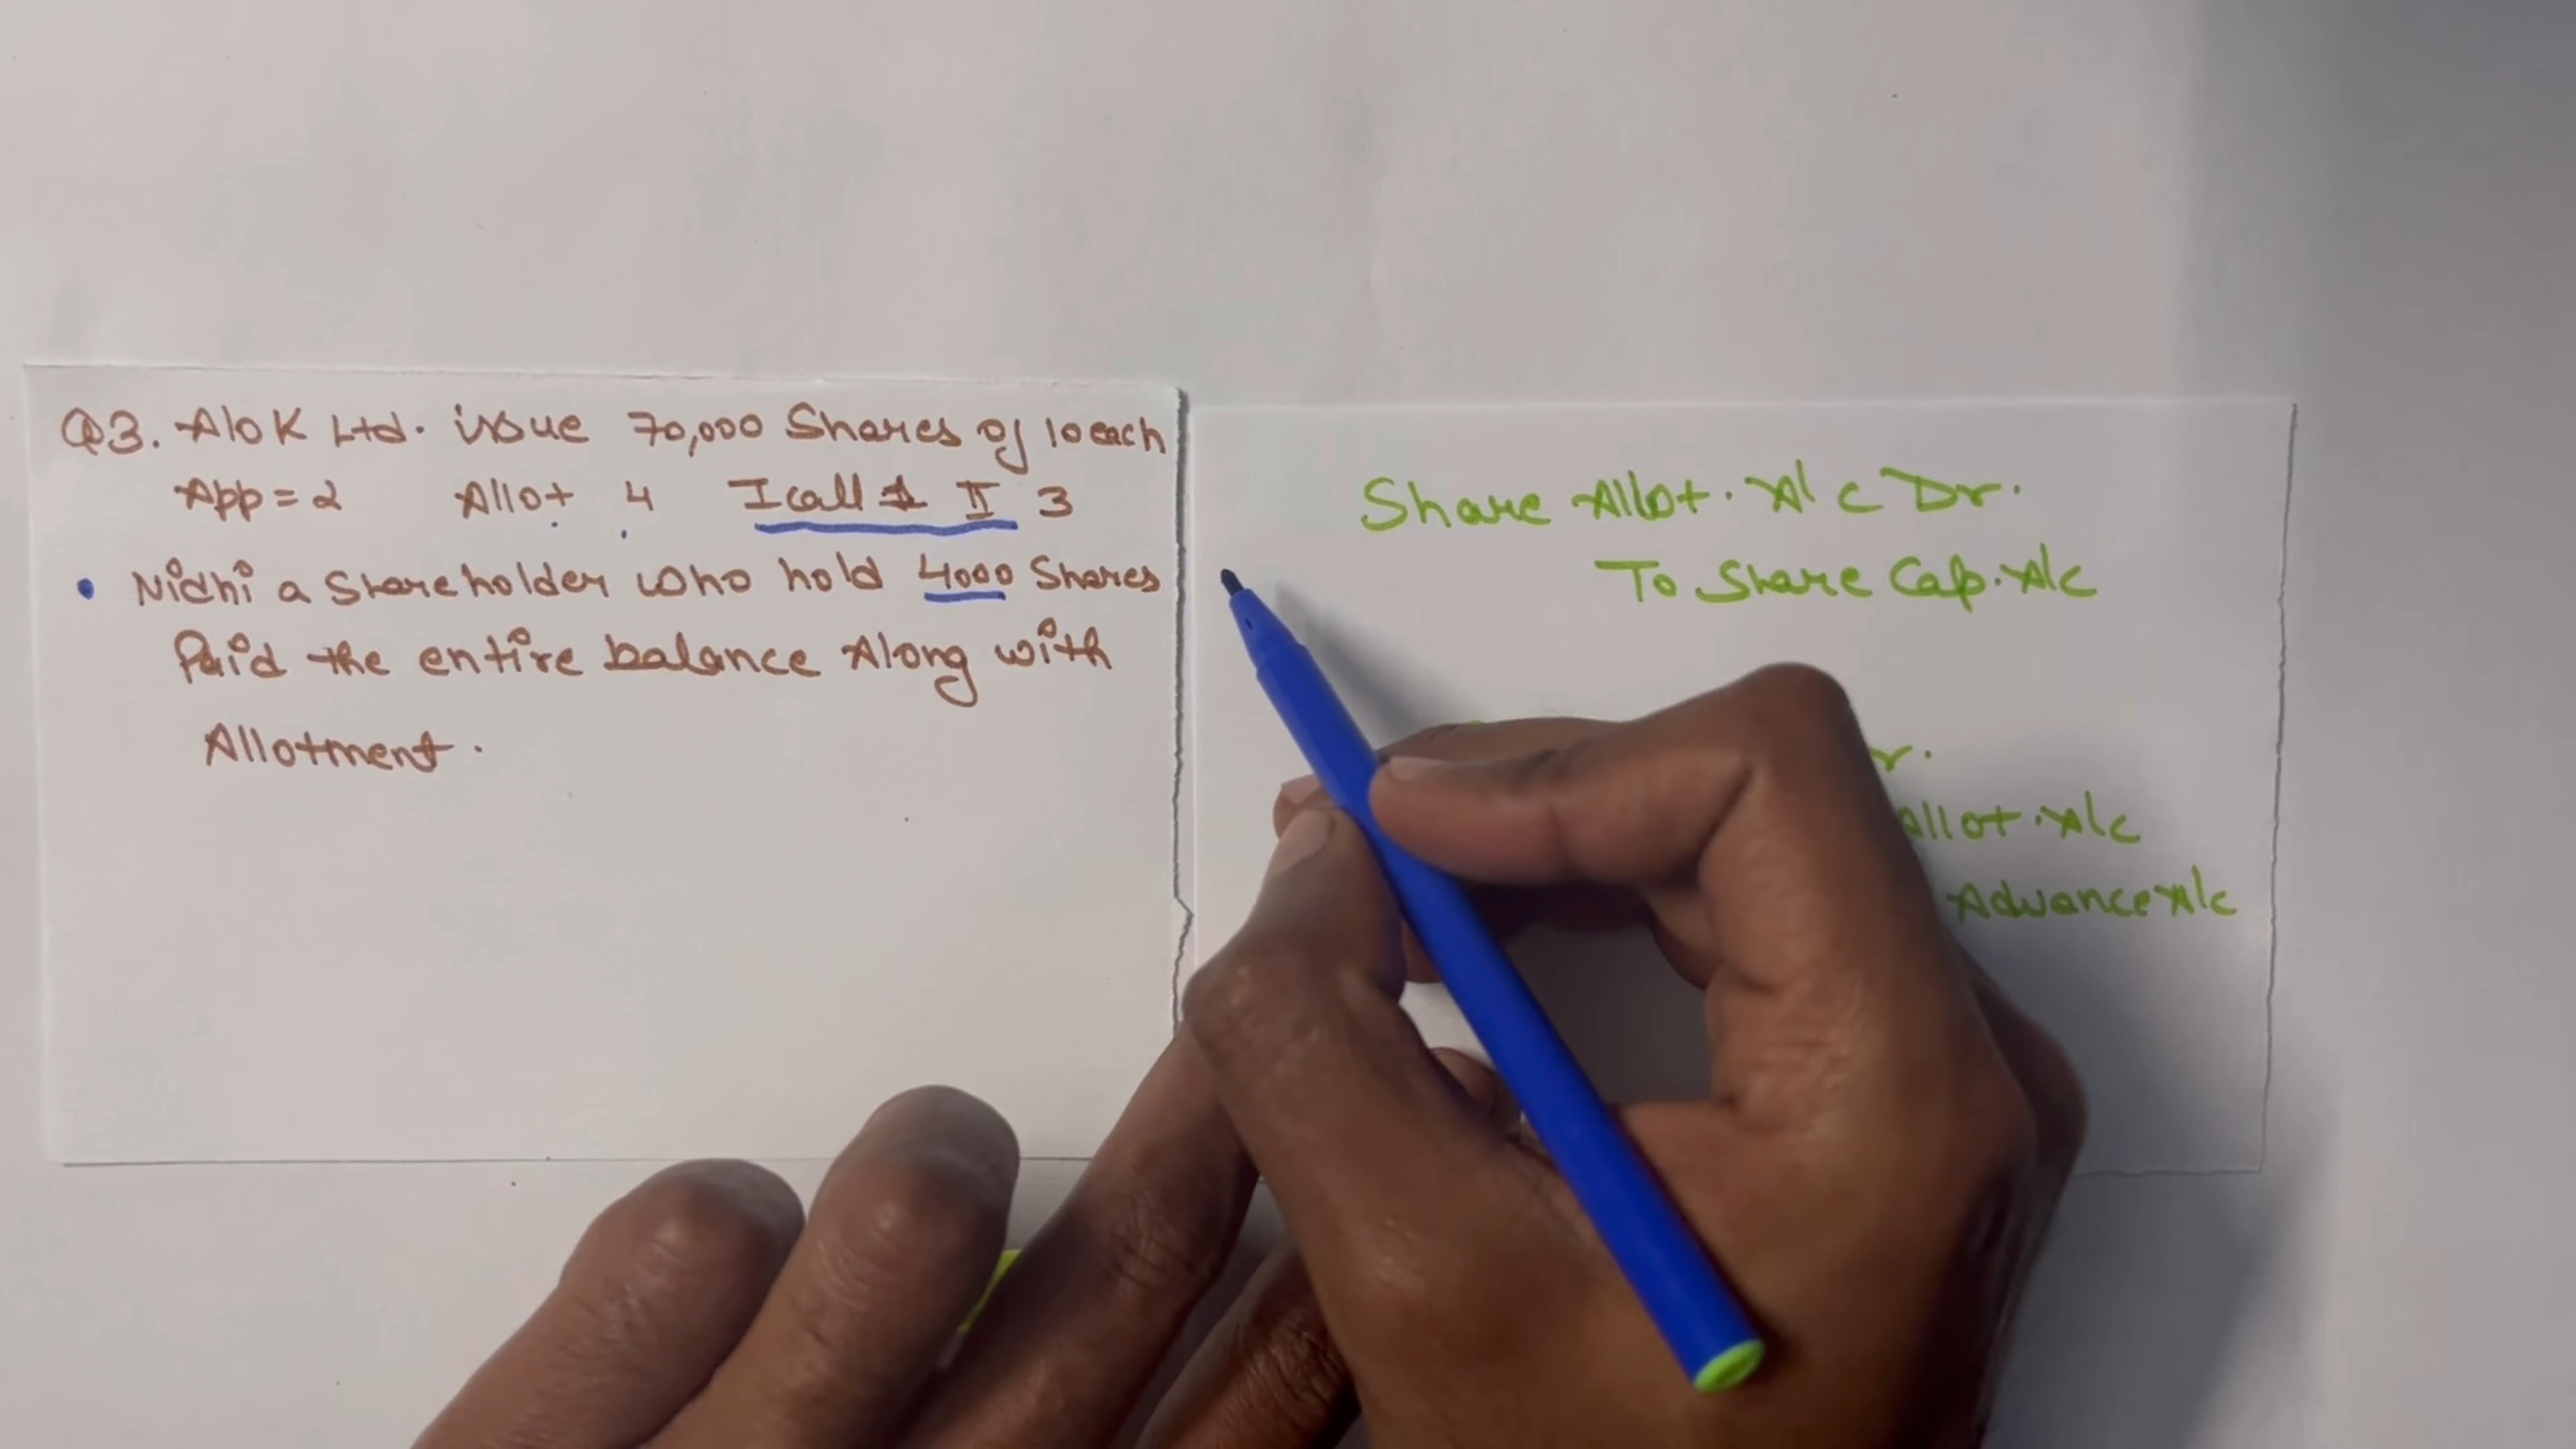 Q3. Alok Ltd. issue 70,000 Shares of 10 each
App = 2 Allot 4 I call 1 II 3
• Nidhi a Shareholder who hold 4000 Shares
Paid the entire balance Along with
Allotment.
Share Allot. A/c Dr.
To Share Cap. A/c
r.
Allot. A/c
Advance A/c